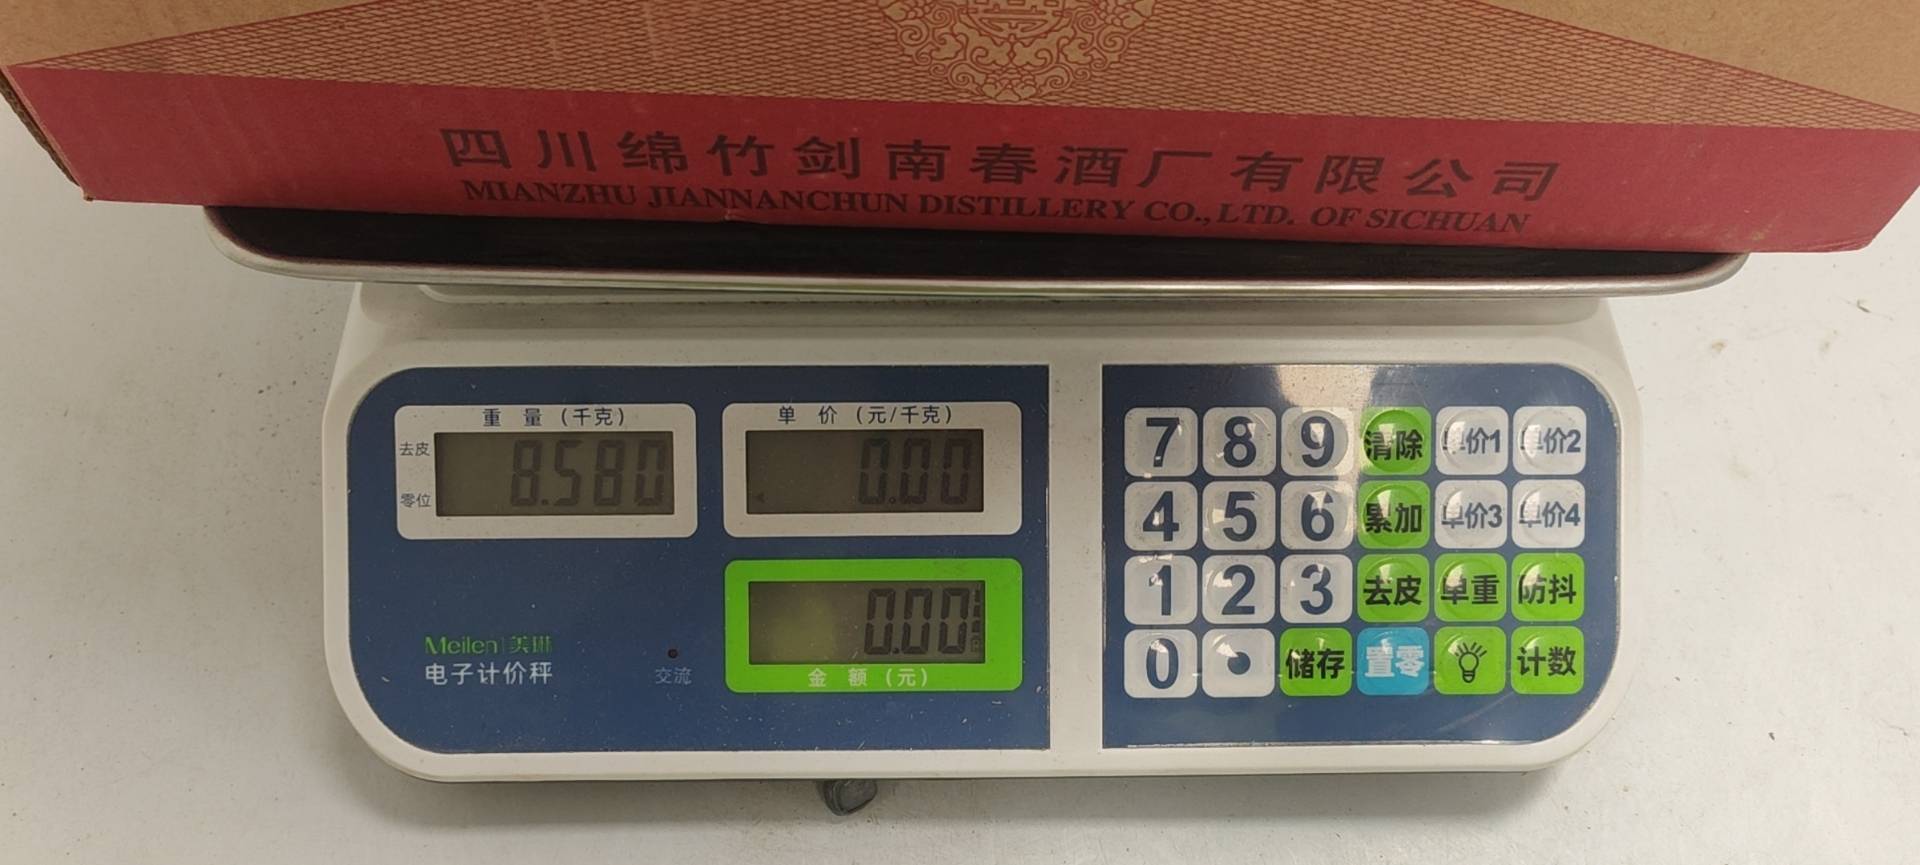 四川绵竹剑南春酒厂有限公司
MIANZHU JIANNANCHUN DISTILLERY CO.,LTD. OF SICHUAN
重 量 (千克)
去皮
零位
8.580
单 价 (元/千克)
0.00
0.00
金 额 (元)
Meilen|美琳
电子计价秤
交流
7 8 9 清除 单价1 单价2
4 5 6 累加 单价3 单价4
1 2 3 去皮 单重 防抖
0 . 储存 置零 计数